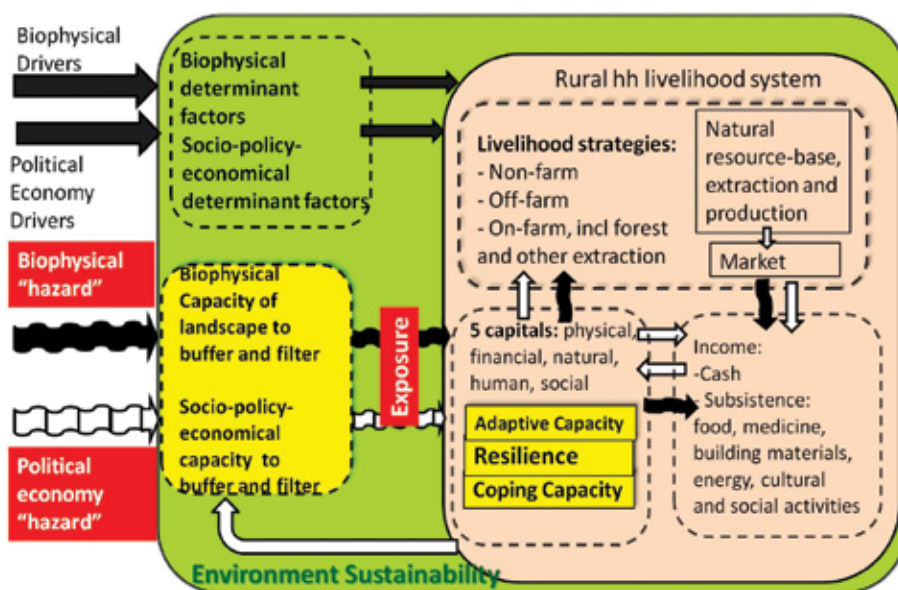 Biophysical
Drivers
Political
Economy
Drivers
Biophysical
“hazard”
Political
economy
“hazard”
Biophysical
determinant
factors
Socio-policy-
economical
determinant factors
Biophysical
Capacity of
landscape to
buffer and filter
Socio-policy-
economical
capacity to
buffer and filter
Exposure
Environment Sustainability
Rural hh livelihood system
Livelihood strategies:
- Non-farm
- Off-farm
- On-farm, incl forest
and other extraction
Natural
resource-base,
extraction and
production
Market
5 capitals: physical,
financial, natural,
human, social
Adaptive Capacity
Resilience
Coping Capacity
Income:
-Cash
- Subsistence:
food, medicine,
building materials,
energy, cultural
and social activities